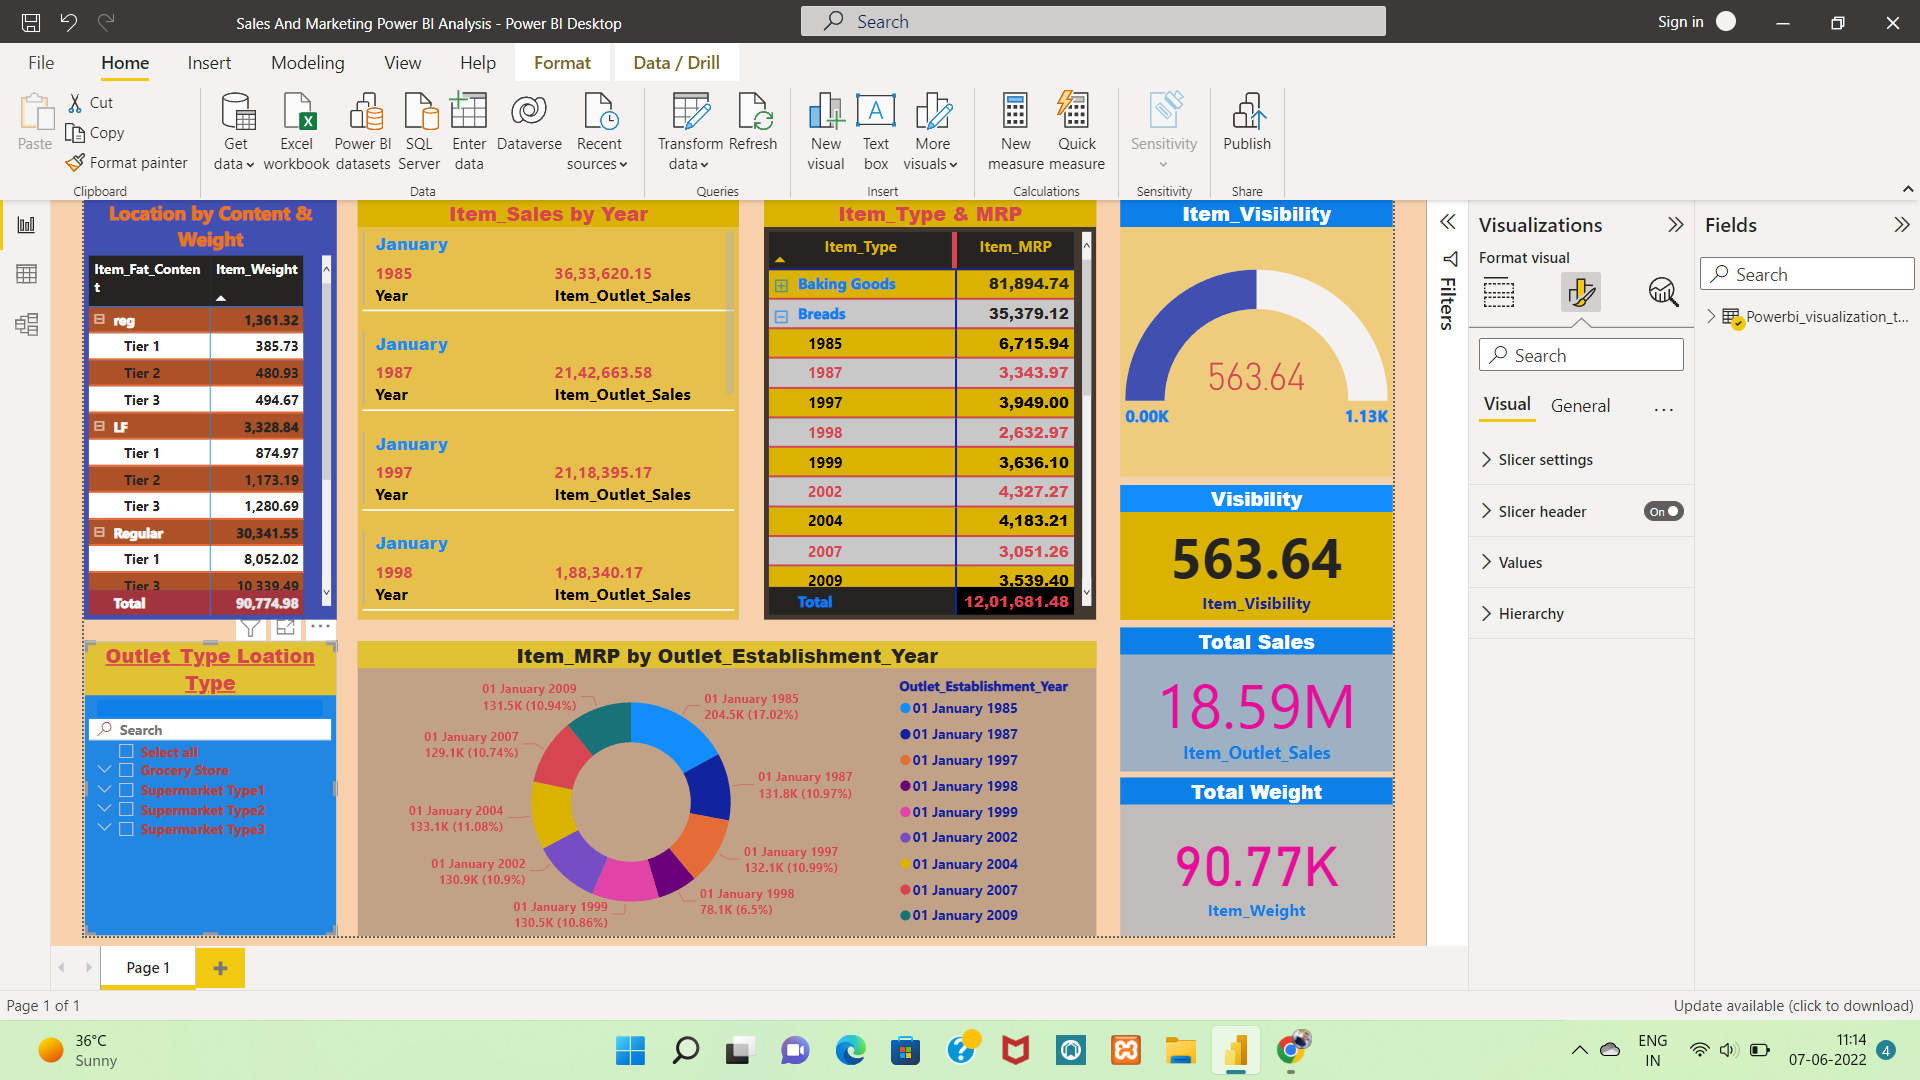 Sales And Marketing Power BI Analysis - Power BI Desktop
Search
Sign in
File
Home
Insert
Modeling
View
Help
Format
Data / Drill
Paste
Cut
Copy
Format painter
Clipboard
Get data
Excel workbook
Power BI datasets
SQL Server
Enter data
Dataverse
Recent sources
Data
Transform data
Refresh
Queries
New visual
Text box
More visuals
Insert
New measure
Quick measure
Calculations
Sensitivity
Sensitivity
Publish
Share
Location by Content &
Weight
Item_Fat_Conten
t
Item_Weight
reg 1,361.32
Tier 1 385.73
Tier 2 480.93
Tier 3 494.67
LF 3,328.84
Tier 1 874.97
Tier 2 1,173.19
Tier 3 1,280.69
Regular 30,341.55
Tier 1 8,052.02
Tier 3 10,339.49
Total 90,774.98
Item_Sales by Year
January
1985 36,33,620.15
Year Item_Outlet_Sales
January
1987 21,42,663.58
Year Item_Outlet_Sales
January
1997 21,18,395.17
Year Item_Outlet_Sales
January
1998 1,88,340.17
Year Item_Outlet_Sales
Item_Type & MRP
Item_Type Item_MRP
Baking Goods 81,894.74
Breads 35,379.12
1985 6,715.94
1987 3,343.97
1997 3,949.00
1998 2,632.97
1999 3,636.10
2002 4,327.27
2004 4,183.21
2007 3,051.26
2009 3,539.40
Total 12,01,681.48
Item_Visibility
563.64
0.00K 1.13K
Visibility
563.64
Item_Visibility
Total Sales
18.59M
Item_Outlet_Sales
Total Weight
90.77K
Item_Weight
Outlet_Type Loation
Type
Search
Select all
Grocery Store
Supermarket Type1
Supermarket Type2
Supermarket Type3
Item_MRP by Outlet_Establishment_Year
01 January 2009
131.5K (10.94%)
01 January 1985
204.5K (17.02%)
01 January 2007
129.1K (10.74%)
01 January 1987
131.8K (10.97%)
01 January 2004
133.1K (11.08%)
01 January 1997
132.1K (10.99%)
01 January 2002
130.9K (10.9%)
01 January 1998
78.1K (6.5%)
01 January 1999
130.5K (10.86%)
Outlet_Establishment_Year
01 January 1985
01 January 1987
01 January 1997
01 January 1998
01 January 1999
01 January 2002
01 January 2004
01 January 2007
01 January 2009
Filters
Visualizations
Format visual
Search
Visual
General
...
Slicer settings
Slicer header On
Values
Hierarchy
Fields
Search
Powerbi_visualization_t...
Page 1
Page 1 of 1
Update available (click to download)
36°C
Sunny
ENG
IN
11:14
07-06-2022
4